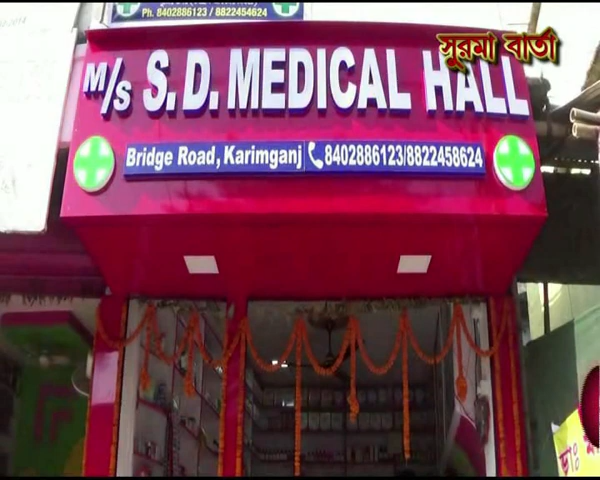 Ph. 8402886123 / 8822454624
সুরমা বার্তা
M/s S.D. MEDICAL HALL
Bridge Road, Karimganj 8402886123/8822458624
ডাঃ